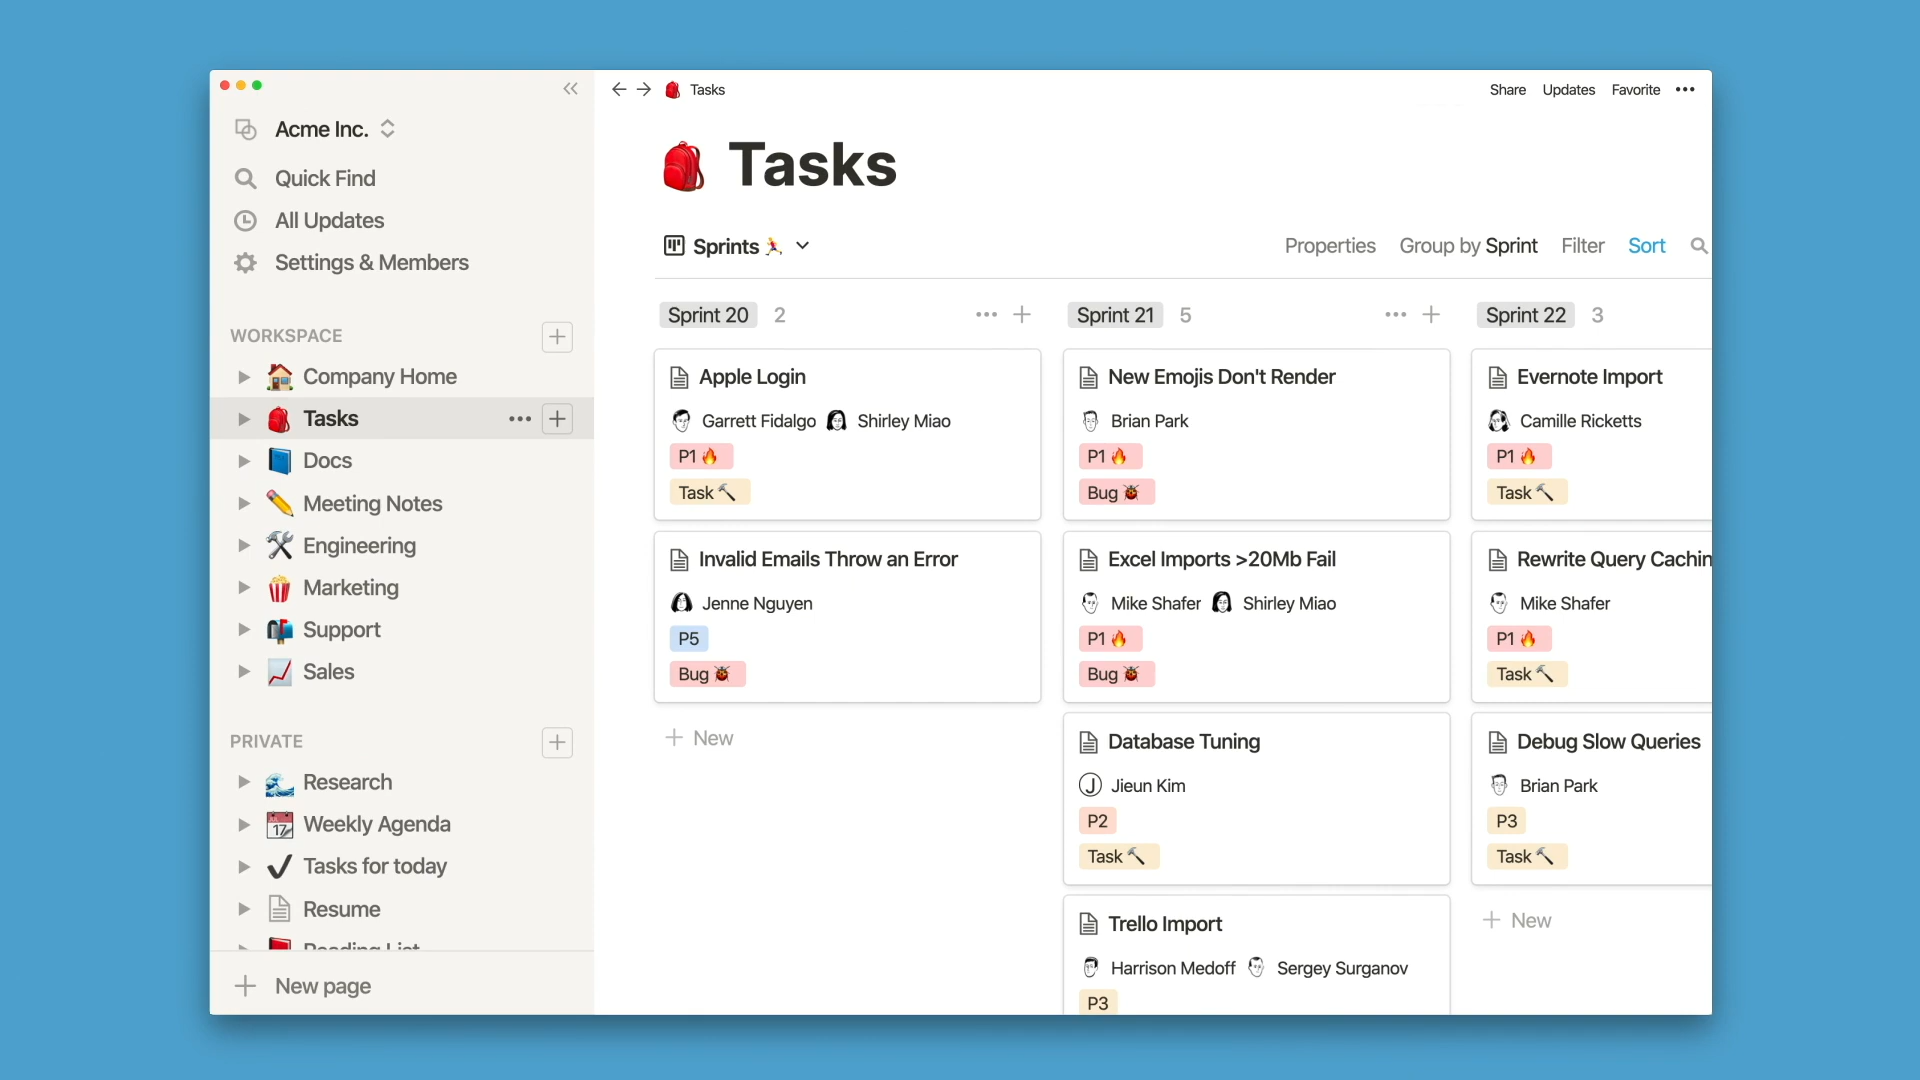 Acme Inc.
Quick Find
All Updates
Settings & Members
WORKSPACE
Company Home
Tasks
Docs
Meeting Notes
Engineering
Marketing
Support
Sales
PRIVATE
Research
Weekly Agenda
Tasks for today
Resume
Reading List
New page
Tasks
Share Updates Favorite
Tasks
Sprints
Properties Group by Sprint Filter Sort
Sprint 20 2
Apple Login
Garrett Fidalgo Shirley Miao
P1
Task
Invalid Emails Throw an Error
Jenne Nguyen
P5
Bug
New
Sprint 21 5
New Emojis Don't Render
Brian Park
P1
Bug
Excel Imports >20Mb Fail
Mike Shafer Shirley Miao
P1
Bug
Database Tuning
J Jieun Kim
P2
Task
Trello Import
Harrison Medoff Sergey Surganov
P3
Sprint 22 3
Evernote Import
Camille Ricketts
P1
Task
Rewrite Query Cachin
Mike Shafer
P1
Task
Debug Slow Queries
Brian Park
P3
Task
New